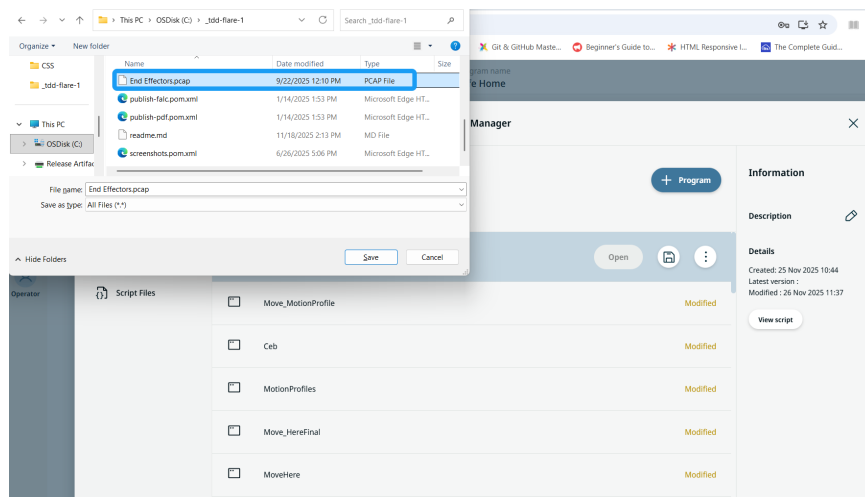 This PC > OSDisk (C:) > _tdd-flare-1
Search _tdd-flare-1
Organize
New folder
Git & GitHub Maste...
Beginner's Guide to...
HTML Responsive I...
The Complete Guid...
CSS
_tdd-flare-1
This PC
OSDisk (C:)
Release Artifac
Name Date modified Type Size
End Effectors.pcap 9/22/2025 12:10 PM PCAP File
publish-falc.pom.xml 1/14/2025 1:53 PM Microsoft Edge HT...
publish-pdf.pom.xml 1/14/2025 1:53 PM Microsoft Edge HT...
readme.md 11/18/2025 2:13 PM MD File
screenshots.pom.xml 6/26/2025 5:06 PM Microsoft Edge HT...
File name: End Effectors.pcap
Save as type: All Files (*.*)
Hide Folders
Save
Cancel
gram name
e Home
Manager
Program
Open
Operator
Script Files
Move_MotionProfile Modified
Ceb Modified
MotionProfiles Modified
Move_HereFinal Modified
MoveHere Modified
Information
Description
Details
Created: 25 Nov 2025 10:44
Latest version :
Modified : 26 Nov 2025 11:37
View script